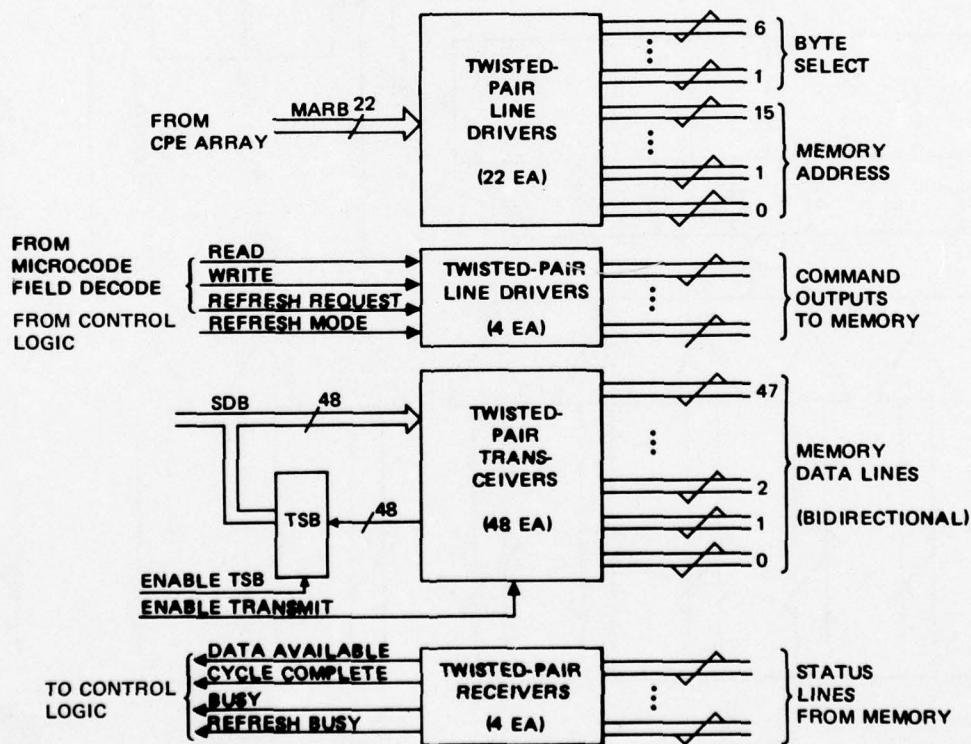 FROM
CPE ARRAY
MARB 22
TWISTED-
PAIR
LINE
DRIVERS
(22 EA)
6
1
BYTE
SELECT
15
1
0
MEMORY
ADDRESS
FROM
MICROCODE
FIELD DECODE
FROM CONTROL
LOGIC
READ
WRITE
REFRESH REQUEST
REFRESH MODE
TWISTED-PAIR
LINE DRIVERS
(4 EA)
COMMAND
OUTPUTS
TO MEMORY
SDB 48
TSB
48
ENABLE TSB
ENABLE TRANSMIT
TWISTED-
PAIR
TRANS-
CEIVERS
(48 EA)
47
2
1
0
MEMORY
DATA LINES
(BIDIRECTIONAL)
TO CONTROL
LOGIC
DATA AVAILABLE
CYCLE COMPLETE
BUSY
REFRESH BUSY
TWISTED-PAIR
RECEIVERS
(4 EA)
STATUS
LINES
FROM MEMORY